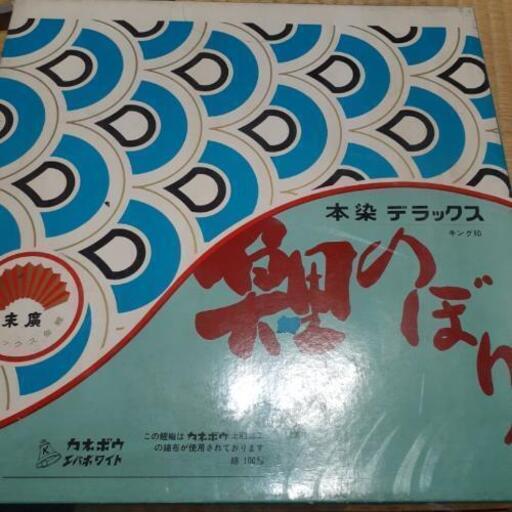 本染 デラックス
キング印
鯉のぼり
末廣
K
カネボウ
エバホワイト
この鯉幟は カネボウ
の綿布が使用されております
綿 100%